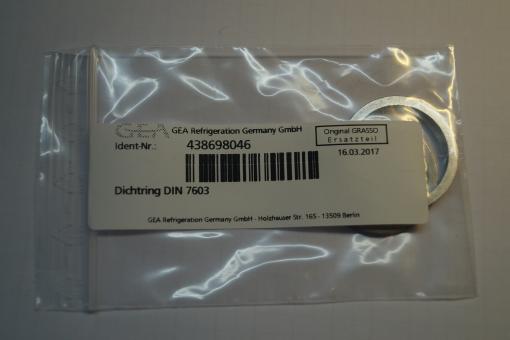 GEA GEA Refrigeration Germany GmbH
Original GRASSO
Ersatzteil
Ident-Nr.: 438698046
16.03.2017
Dichtring DIN 7603
GEA Refrigeration Germany GmbH - Holzhauser Str. 165 - 13509 Berlin